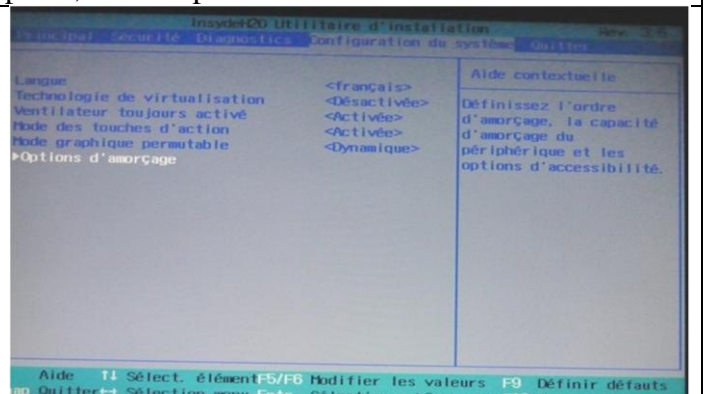 InsydeH20 Utilitaire d'installation Rev. 3.5
Principal Sécurité Diagnostics Configuration du système Quitter
Langue <français>
Technologie de virtualisation <Désactivée>
Ventilateur toujours activé <Activée>
Mode des touches d'action <Activée>
Mode graphique permutable <Dynamique>
▶Options d'amorçage
Aide contextuelle
Définissez l'ordre
d'amorçage, la capacité
d'amorçage du
périphérique et les
options d'accessibilité.
Aide ↑↓ Sélect. élément F5/F6 Modifier les valeurs F9 Définir défauts
Quitter ↔ Sélection menu